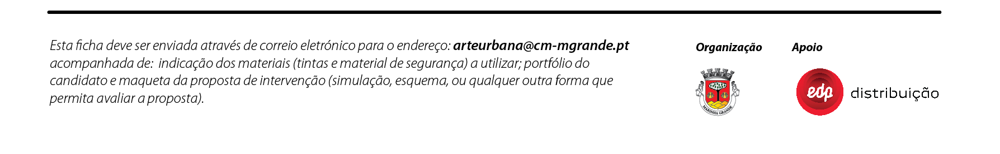 Esta ficha deve ser enviada através de correio eletrónico para o endereço: arteurbana@cm-mgrande.pt
acompanhada de:  indicação dos materiais (tintas e material de segurança) a utilizar; portfólio do
candidato e maqueta da proposta de intervenção (simulação, esquema, ou qualquer outra forma que
permita avaliar a proposta).
Organização
MARINHA GRANDE
Apoio
edp distribuição